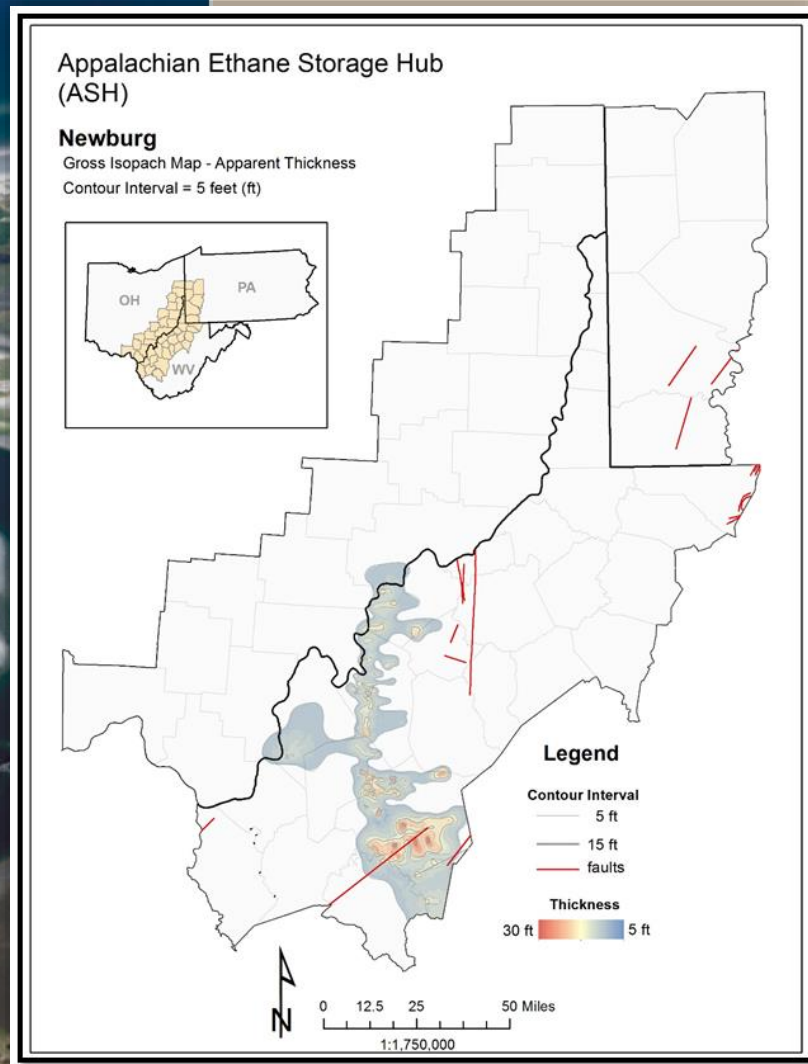 Appalachian Ethane Storage Hub
(ASH)
Newburg
Gross Isopach Map - Apparent Thickness
Contour Interval = 5 feet (ft)
OH
PA
WV
Legend
Contour Interval
5 ft
15 ft
faults
Thickness
30 ft 5 ft
N
0 12.5 25 50 Miles
1:1,750,000